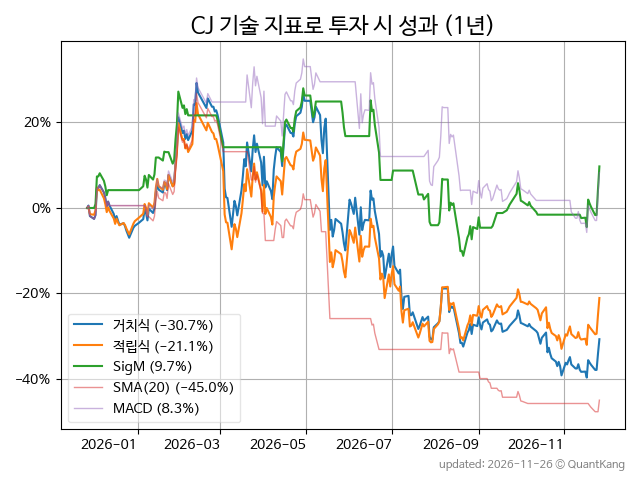 CJ 기술 지표로 투자 시 성과 (1년)
20%
0%
−20%
−40%
거치식 (−30.7%)
적립식 (−21.1%)
SigM (9.7%)
SMA(20) (−45.0%)
MACD (8.3%)
2026−01 2026−03 2026−05 2026−07 2026−09 2026−11
updated: 2026−11−26 ⓒ QuantKang